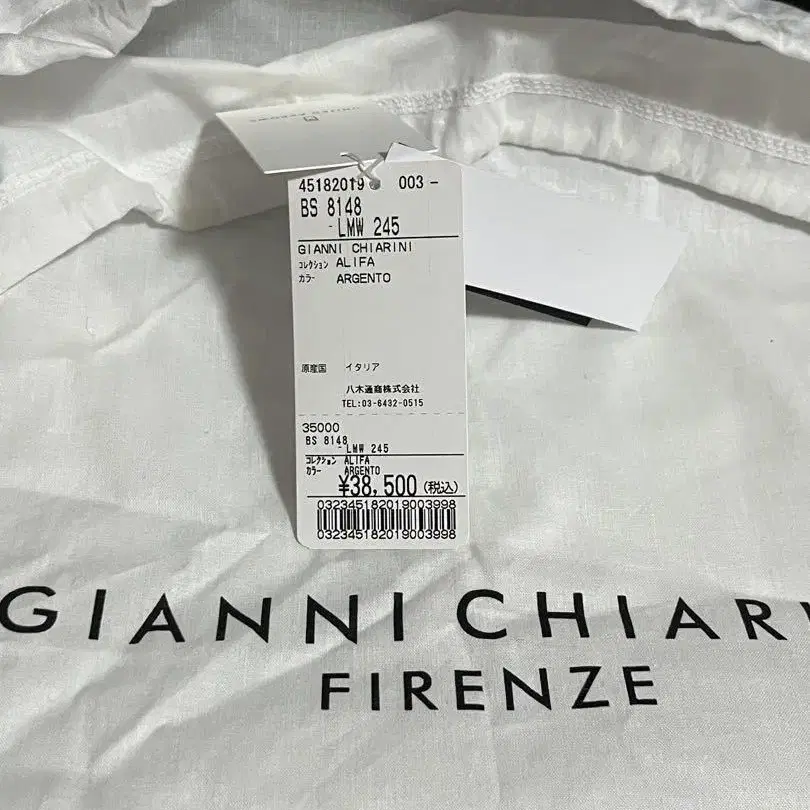 45182019 003-
BS 8148
-LMW 245
GIANNI CHIARINI
コレクション ALIFA
カラー ARGENTO
原産国 イタリア
八木通商株式会社
TEL:03-6432-0515
35000
BS 8148
-LMW 245
コレクション ALIFA
カラー ARGENTO
¥38,500(税込)
032345182019003998
032345182019003998
GIANNI CHIARI
FIRENZE